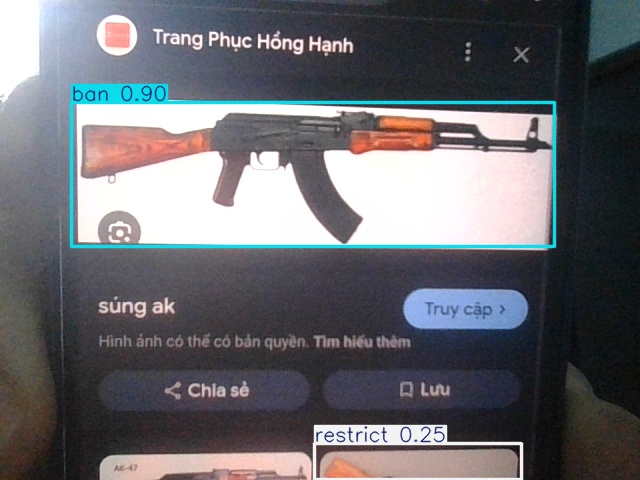 Trang Phục Hồng Hạnh
ban 0.90
súng ak
Truy cập
Hình ảnh có thể có bản quyền. Tìm hiểu thêm
Chia sẻ
Lưu
restrict 0.25
AK-47